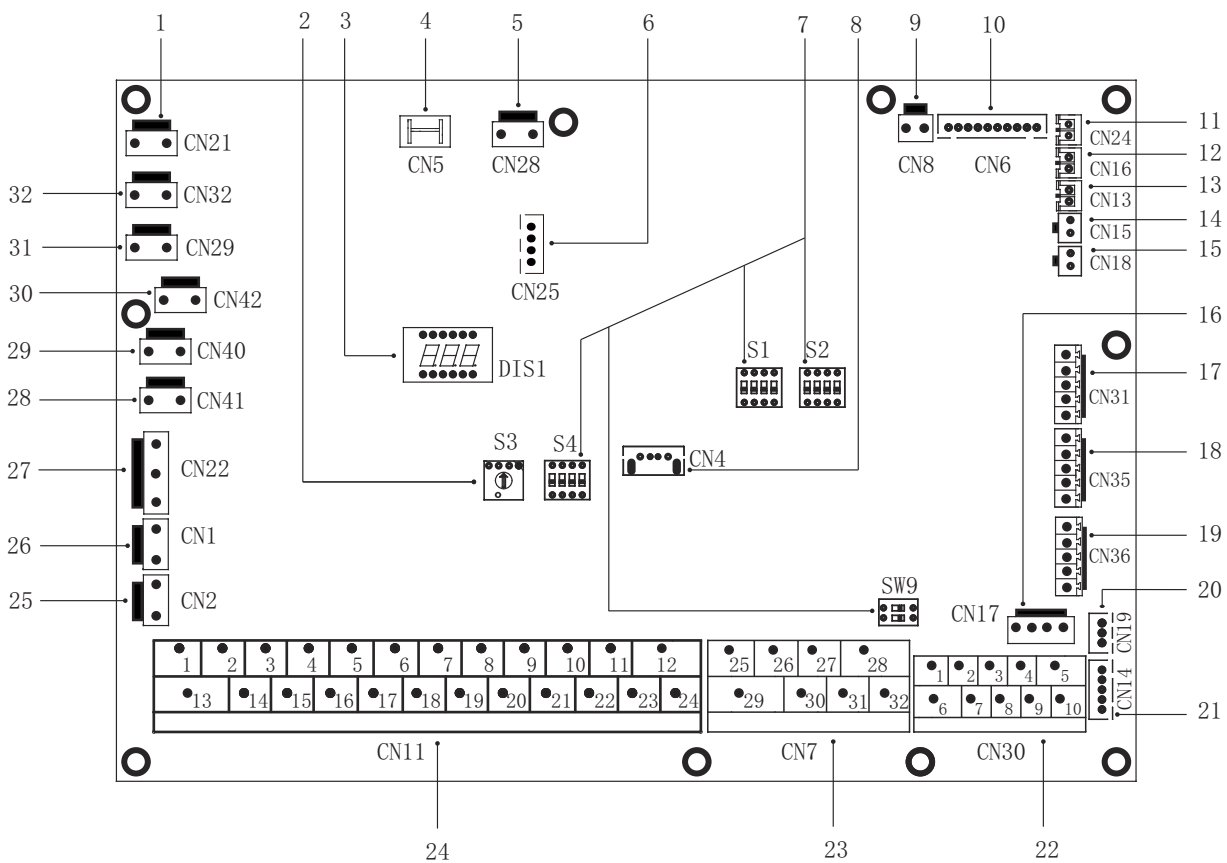 1 2 3 4 5 6 7 8 9 10
CN21 CN5 CN28 CN8 CN6 CN24 11
CN16 12
32 CN32 CN13 13
CN15 14
31 CN29 CN25 CN18 15
30 CN42 16
29 CN40 DIS1 S1 S2 CN31 17
28 CN41
27 CN22 S3 S4 CN4 CN35 18
26 CN1 CN36 19
25 CN2 SW9 CN17 CN19 20
1 2 3 4 5 6 7 8 9 10 11 12 25 26 27 28 1 2 3 4 5
13 14 15 16 17 18 19 20 21 22 23 24 29 30 31 32 6 7 8 9 10 CN14 21
CN11 CN7 CN30
24 23 22